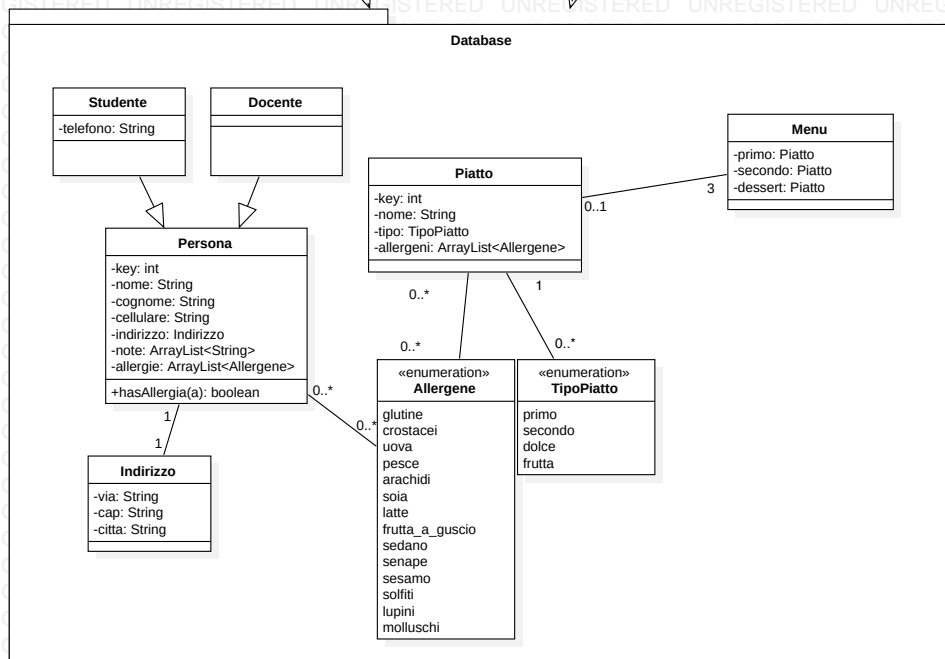 UNREGISTERED UNREGISTERED UNREGISTERED UNREGISTERED
Database
Studente
-telefono: String
Docente
Menu
-primo: Piatto
-secondo: Piatto
-dessert: Piatto
3
Piatto
-key: int
-nome: String
-tipo: TipoPiatto
-allergeni: ArrayList<Allergene>
0..1
0..*
1
0..*
0..*
Persona
-key: int
-nome: String
-cognome: String
-cellulare: String
-indirizzo: Indirizzo
-note: ArrayList<String>
-allergie: ArrayList<Allergene>
+hasAllergia(a): boolean
0..*
0..*
1
1
Indirizzo
-via: String
-cap: String
-citta: String
«enumeration»
Allergene
glutine
crostacei
uova
pesce
arachidi
soia
latte
frutta_a_guscio
sedano
senape
sesamo
solfiti
lupini
molluschi
«enumeration»
TipoPiatto
primo
secondo
dolce
frutta